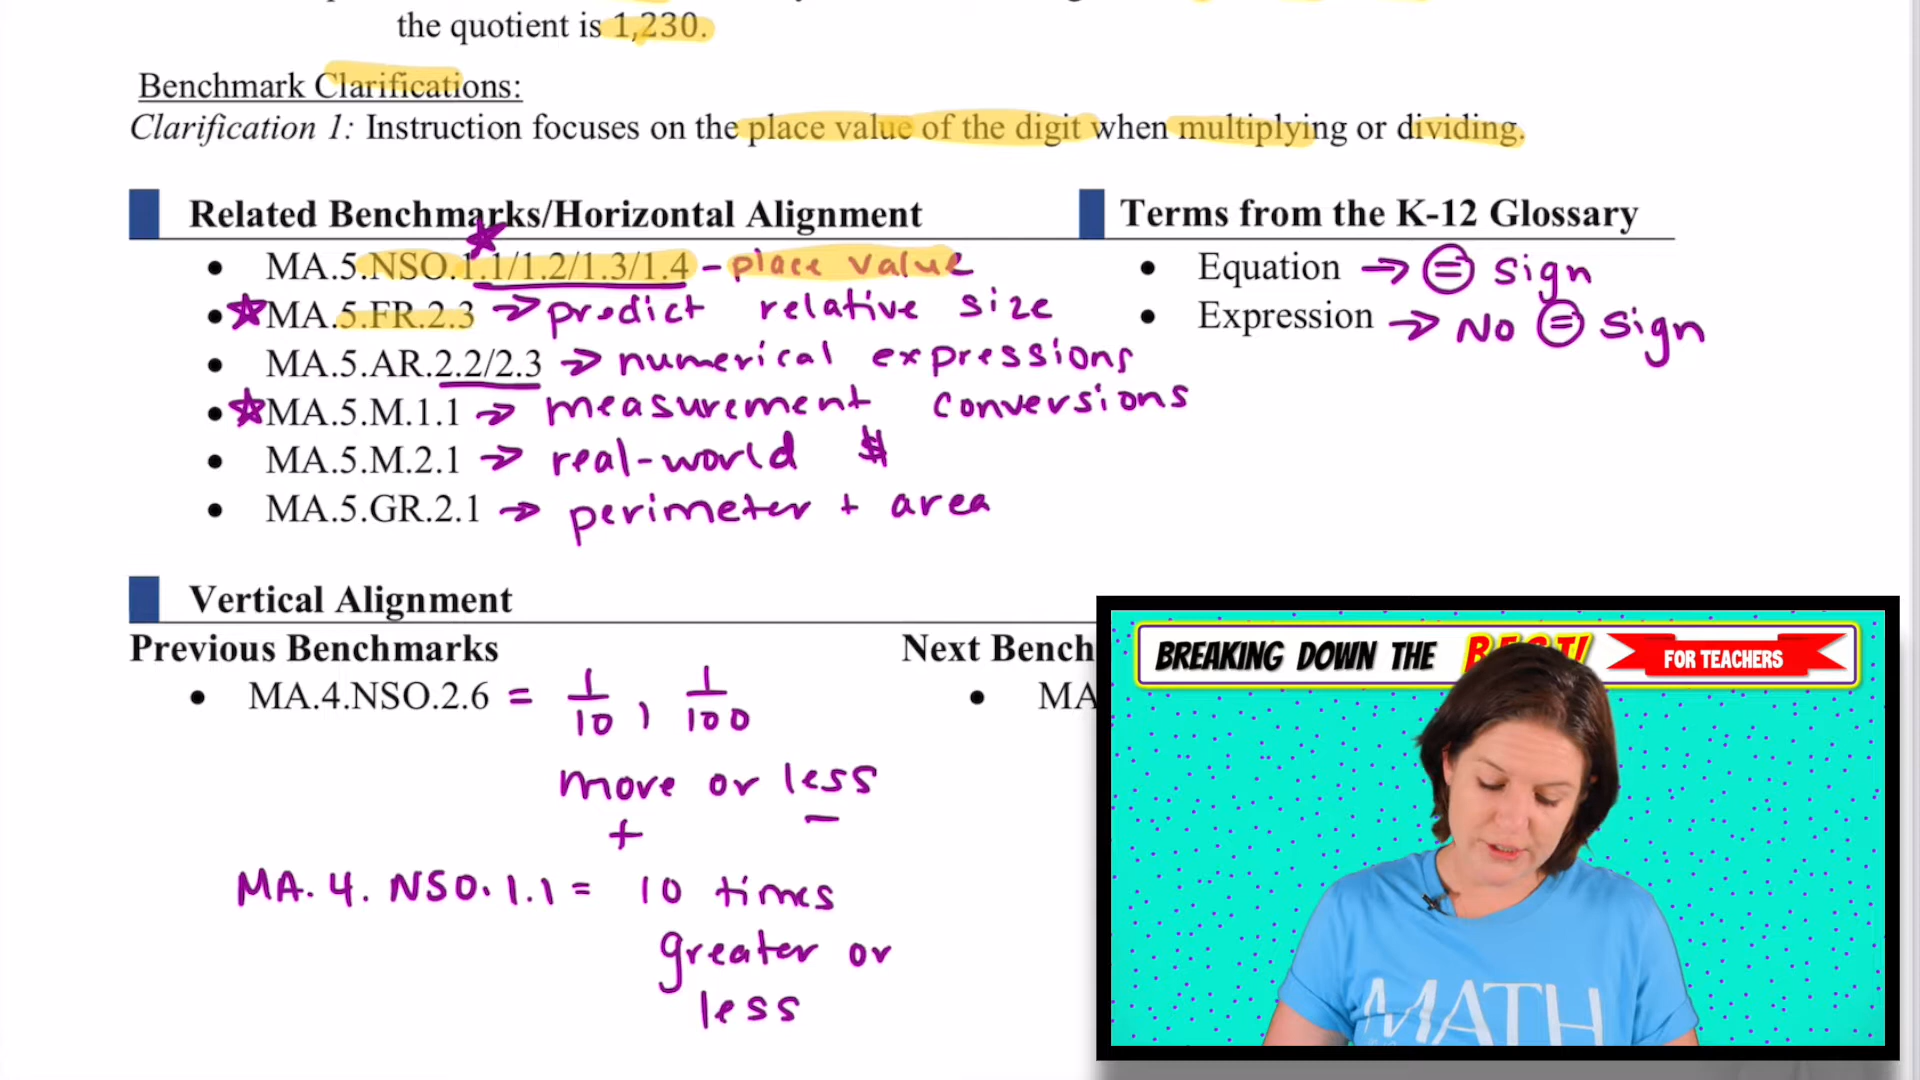 the quotient is 1,230.
Benchmark Clarifications:
Clarification 1: Instruction focuses on the place value of the digit when multiplying or dividing.
Related Benchmarks/Horizontal Alignment
MA.5.NSO.1.1/1.2/1.3/1.4 - place value
MA.5.FR.2.3 → predict relative size
MA.5.AR.2.2/2.3 → numerical expressions
MA.5.M.1.1 → measurement conversions
MA.5.M.2.1 → real-world $
MA.5.GR.2.1 → perimeter + area
Terms from the K-12 Glossary
Equation → = sign
Expression → No = sign
Vertical Alignment
Previous Benchmarks
MA.4.NSO.2.6 = 1/10, 1/100
more or less
+ −
MA.4.NSO.1.1 = 10 times
greater or
less
Next Bench
MA
BREAKING DOWN THE B.E.S.T!
FOR TEACHERS
MATH